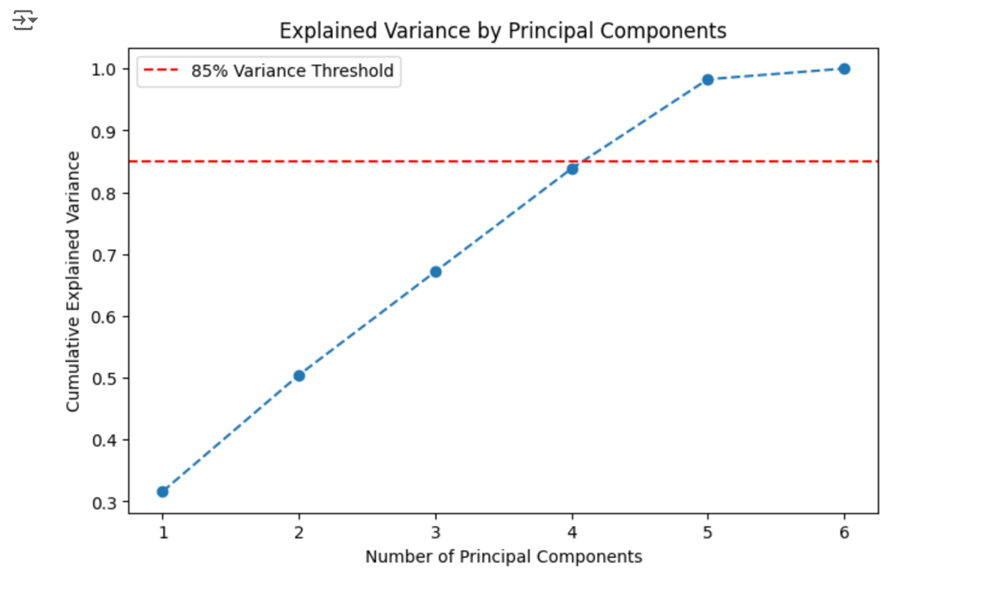 Explained Variance by Principal Components
85% Variance Threshold
1.0
0.9
0.8
0.7
0.6
0.5
0.4
0.3
Cumulative Explained Variance
1 2 3 4 5 6
Number of Principal Components